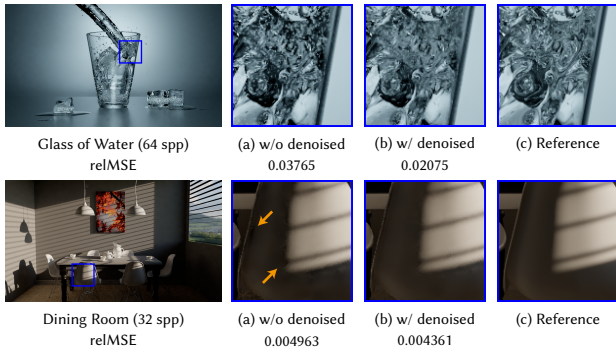 Glass of Water (64 spp)
relMSE
(a) w/o denoised
0.03765
(b) w/ denoised
0.02075
(c) Reference
Dining Room (32 spp)
relMSE
(a) w/o denoised
0.004963
(b) w/ denoised
0.004361
(c) Reference